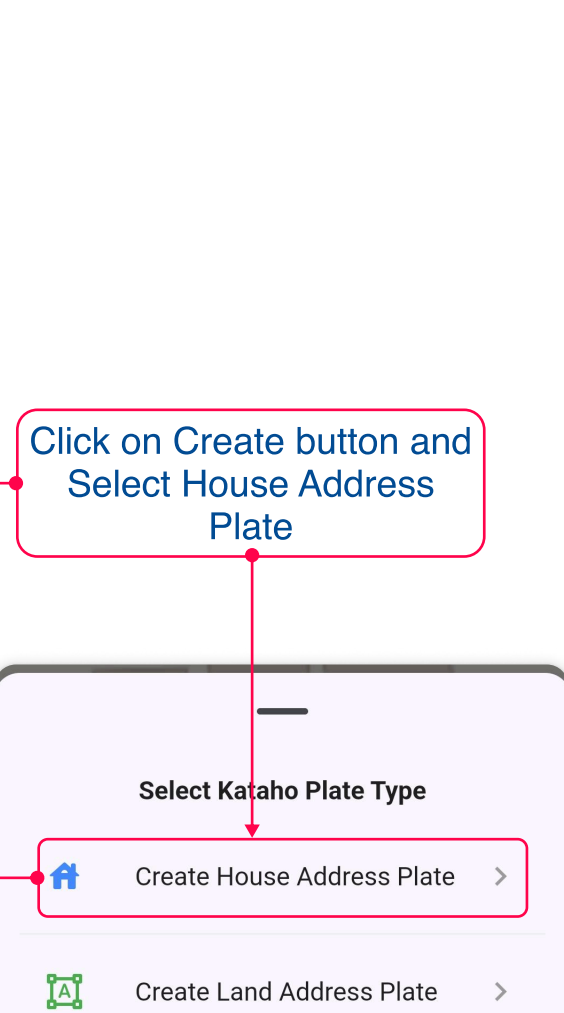 Click on Create button and
Select House Address
Plate
Select Kataho Plate Type
Create House Address Plate
A
Create Land Address Plate